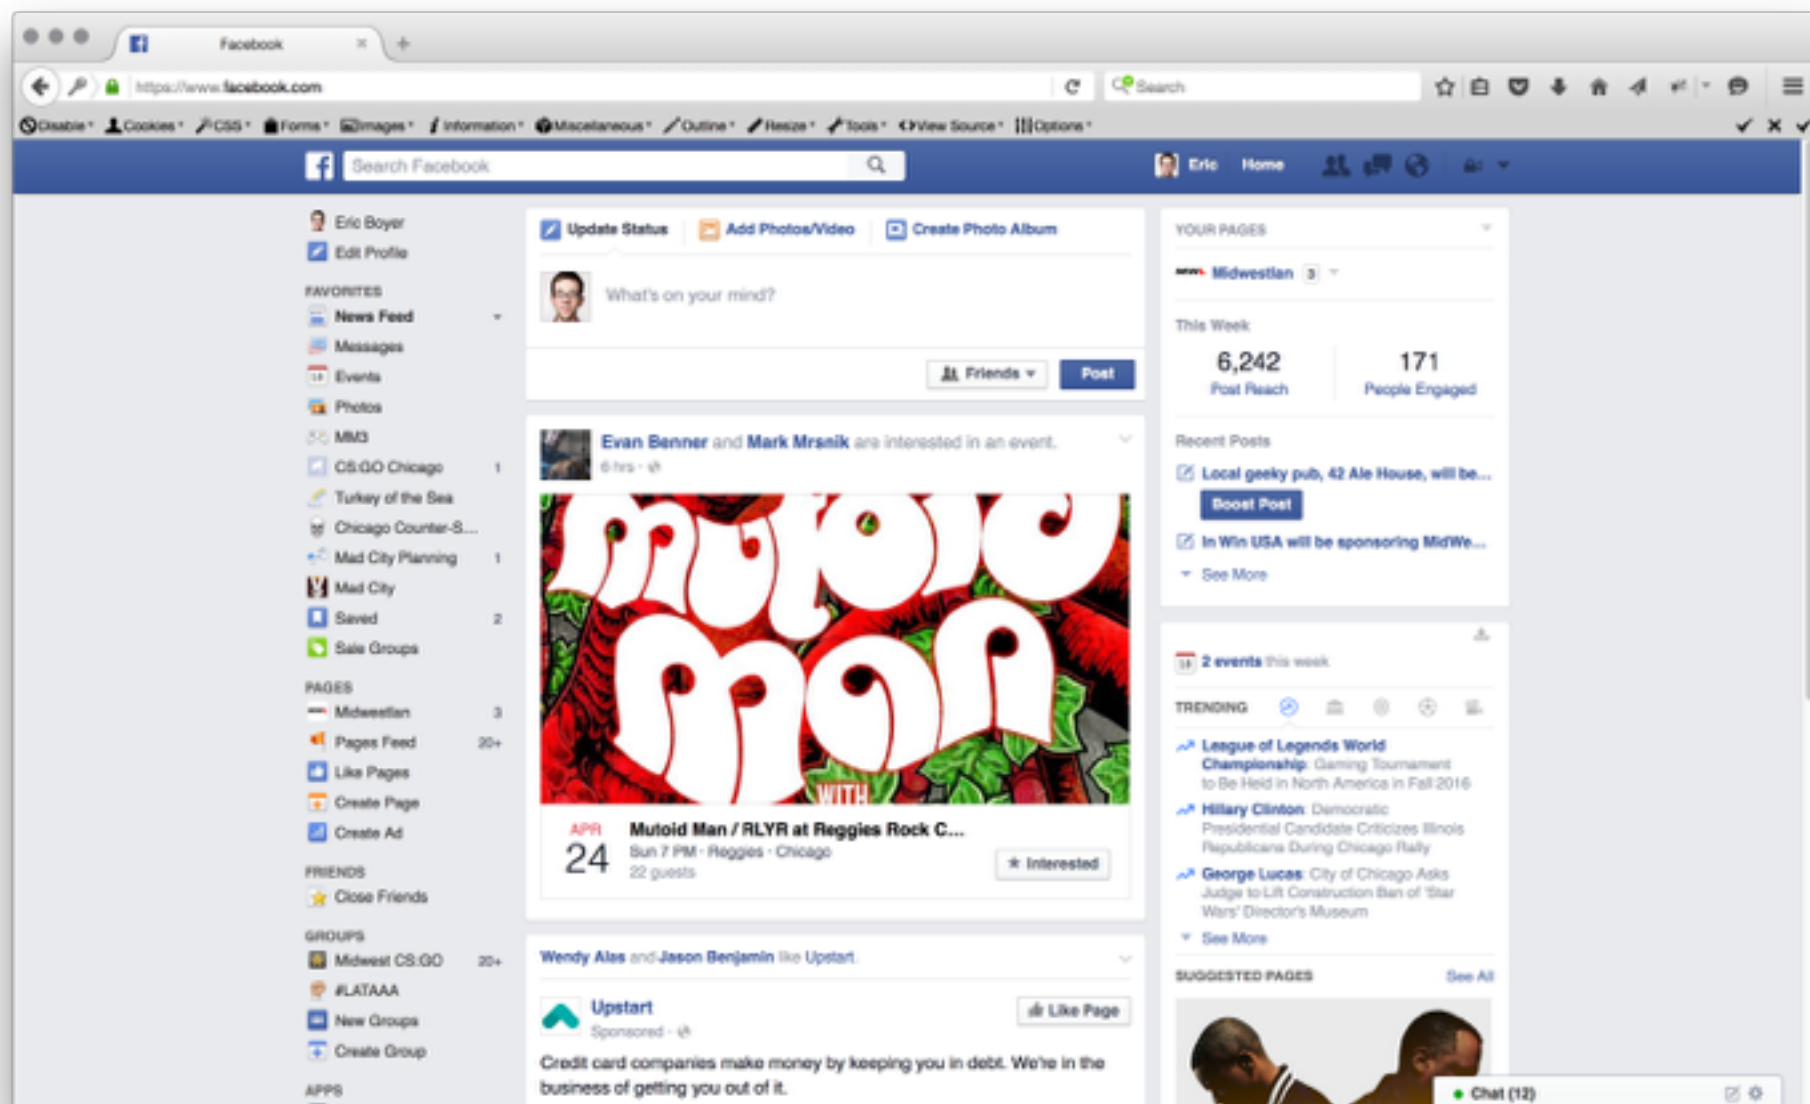 Facebook
https://www.facebook.com
Search
Disable Cookies CSS Forms Images Information Miscellaneous Outline Resize Tools View Source Options
Search Facebook
Eric Home
Eric Boyer
Edit Profile
FAVORITES
News Feed
Messages
Events
Photos
MM3
CS:GO Chicago 1
Turkey of the Sea
Chicago Counter-S...
Mad City Planning 1
Mad City
Saved 2
Sale Groups
PAGES
Midwestlan 3
Pages Feed 20+
Like Pages
Create Page
Create Ad
FRIENDS
Close Friends
GROUPS
Midwest CS:GO 20+
#LATAAA
New Groups
Create Group
APPS
Update Status Add Photos/Video Create Photo Album
What's on your mind?
Friends Post
Evan Benner and Mark Mrsnik are interested in an event.
6 hrs ·
mutoid
man
WITH
APR
24
Mutoid Man / RLYR at Reggies Rock C...
Sun 7 PM · Reggies · Chicago
22 guests
Interested
Wendy Alas and Jason Benjamin like Upstart.
Upstart
Sponsored ·
Like Page
Credit card companies make money by keeping you in debt. We're in the
business of getting you out of it.
YOUR PAGES
Midwestlan 3
This Week
6,242 171
Post Reach People Engaged
Recent Posts
Local geeky pub, 42 Ale House, will be...
Boost Post
In Win USA will be sponsoring MidWe...
See More
2 events this week
TRENDING
League of Legends World
Championship: Gaming Tournament
to Be Held in North America in Fall 2016
Hillary Clinton: Democratic
Presidential Candidate Criticizes Illinois
Republicans During Chicago Rally
George Lucas: City of Chicago Asks
Judge to Lift Construction Ban of 'Star
Wars' Director's Museum
See More
SUGGESTED PAGES See All
Chat (12)